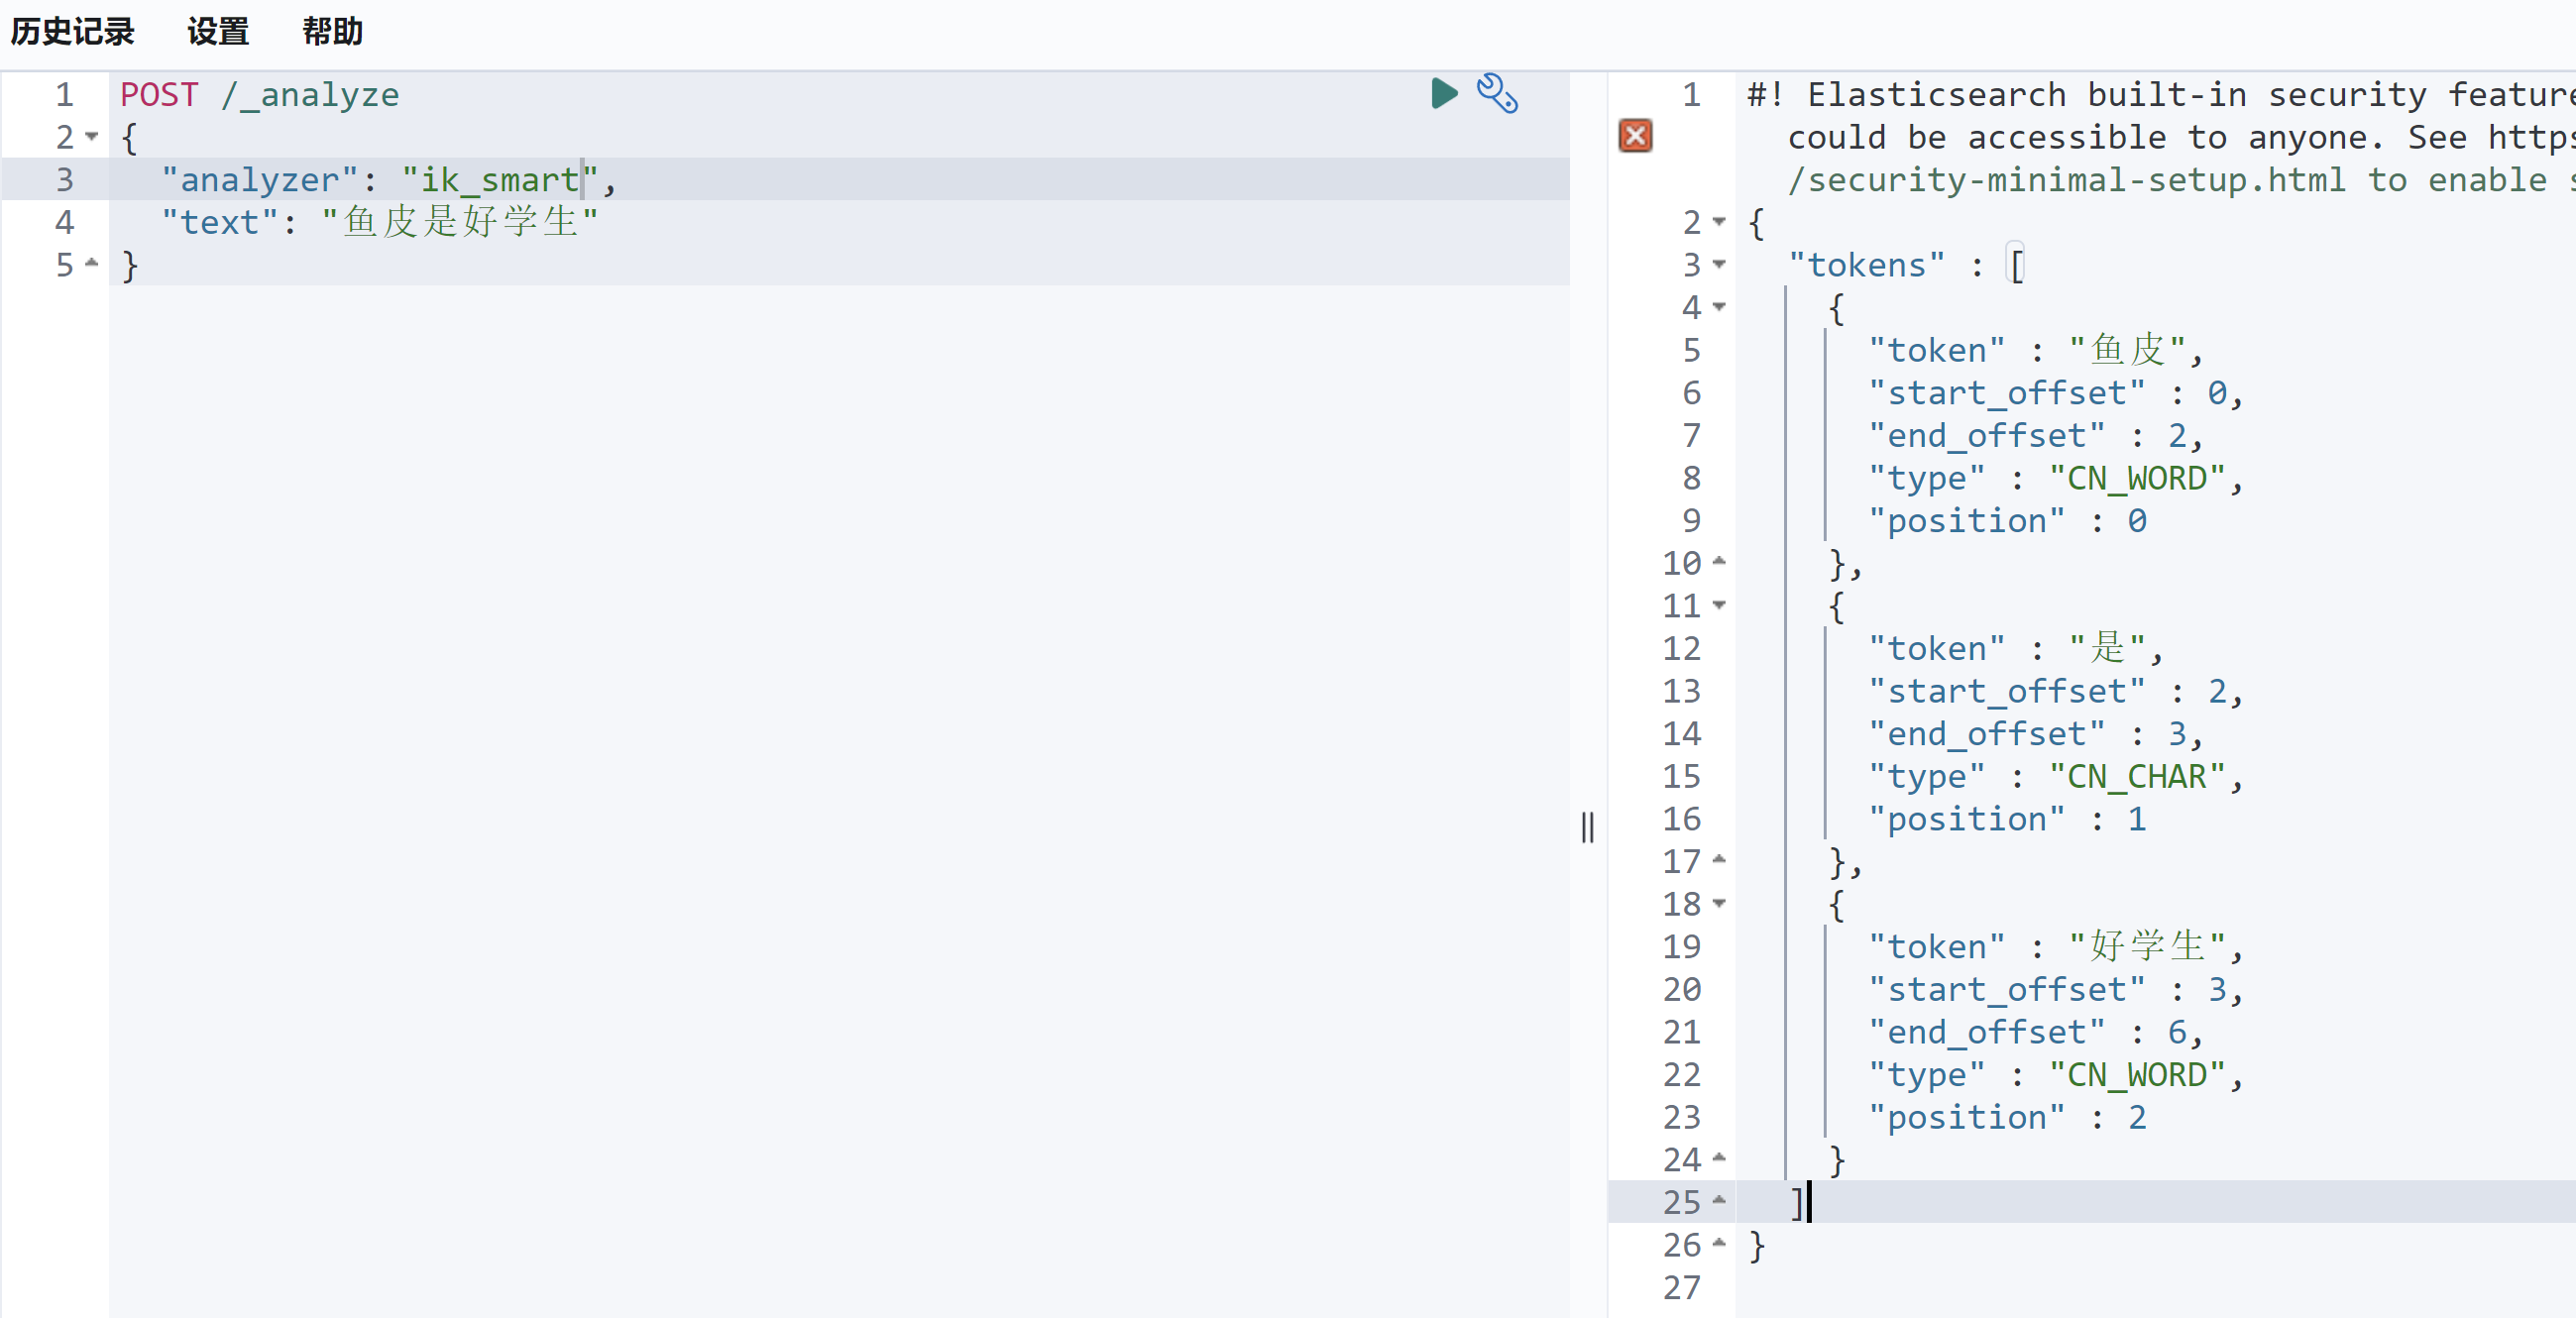 历史记录 设置 帮助
1 POST /_analyze
2 {
3 "analyzer": "ik_smart",
4 "text": "鱼皮是好学生"
5 }
1 #! Elasticsearch built-in security
could be accessible to anyone. See
/security-minimal-setup.html to enable
2 {
3 "tokens" : [
4 {
5 "token" : "鱼皮",
6 "start_offset" : 0,
7 "end_offset" : 2,
8 "type" : "CN_WORD",
9 "position" : 0
10 },
11 {
12 "token" : "是",
13 "start_offset" : 2,
14 "end_offset" : 3,
15 "type" : "CN_CHAR",
16 "position" : 1
17 },
18 {
19 "token" : "好学生",
20 "start_offset" : 3,
21 "end_offset" : 6,
22 "type" : "CN_WORD",
23 "position" : 2
24 }
25 ]
26 }
27